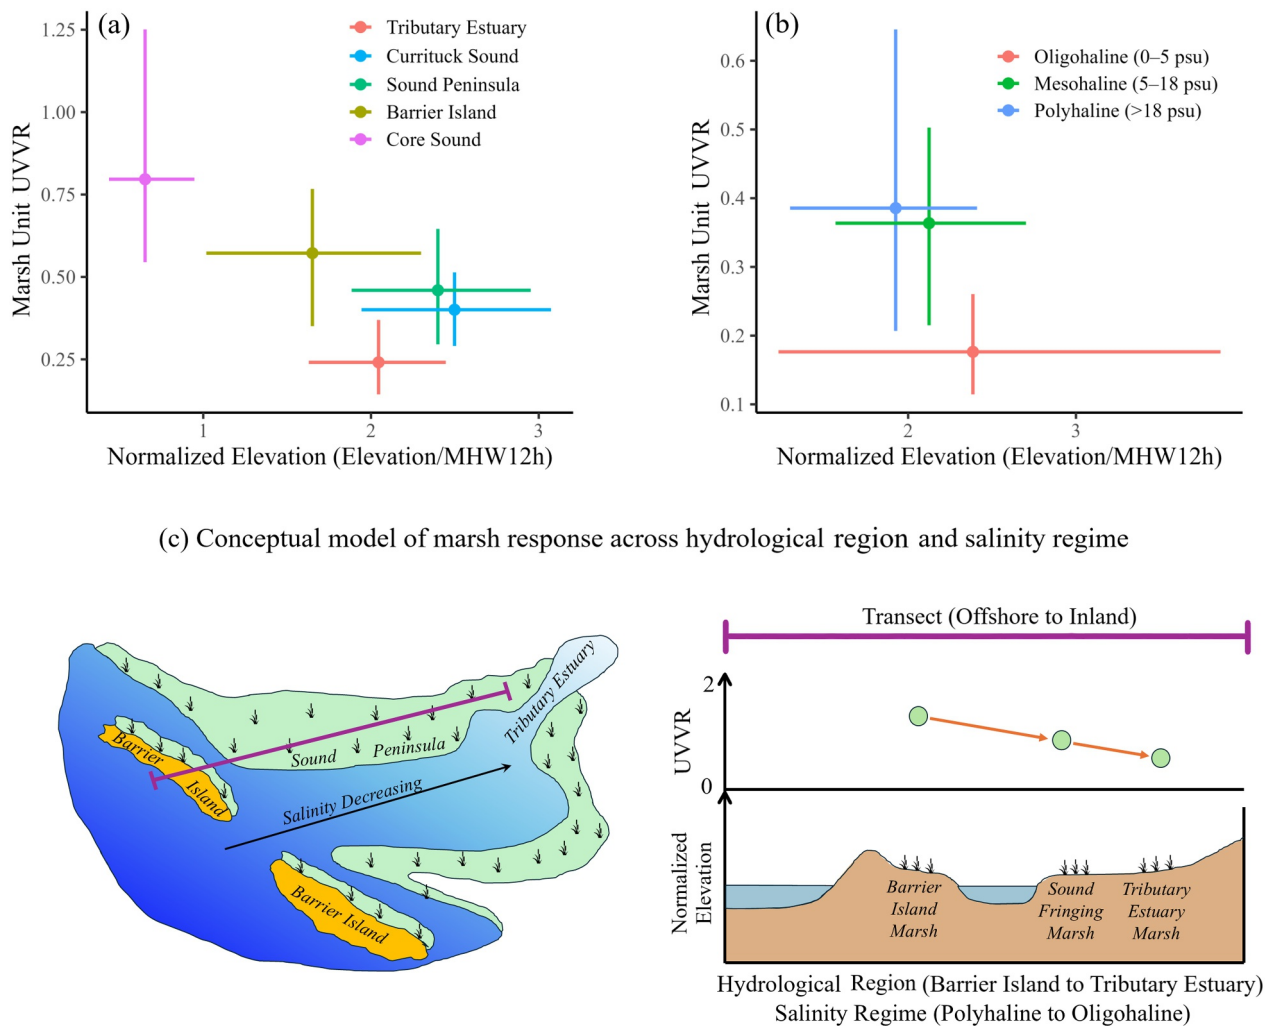 (a)
Tributary Estuary
Currituck Sound
Sound Peninsula
Barrier Island
Core Sound
1.25
1.00
0.75
0.50
0.25
Marsh Unit UVVR
1
2
3
Normalized Elevation (Elevation/MHW12h)
(b)
Oligohaline (0–5 psu)
Mesohaline (5–18 psu)
Polyhaline (>18 psu)
0.6
0.5
0.4
0.3
0.2
0.1
Marsh Unit UVVR
2
3
Normalized Elevation (Elevation/MHW12h)
(c) Conceptual model of marsh response across hydrological region and salinity regime
Tributary Estuary
Barrier
Island
Sound Peninsula
Salinity Decreasing
Barrier Island
Transect (Offshore to Inland)
2
UVVR
0
Normalized
Elevation
Barrier
Island
Marsh
Sound
Fringing
Marsh
Tributary
Estuary
Marsh
Hydrological Region (Barrier Island to Tributary Estuary)
Salinity Regime (Polyhaline to Oligohaline)